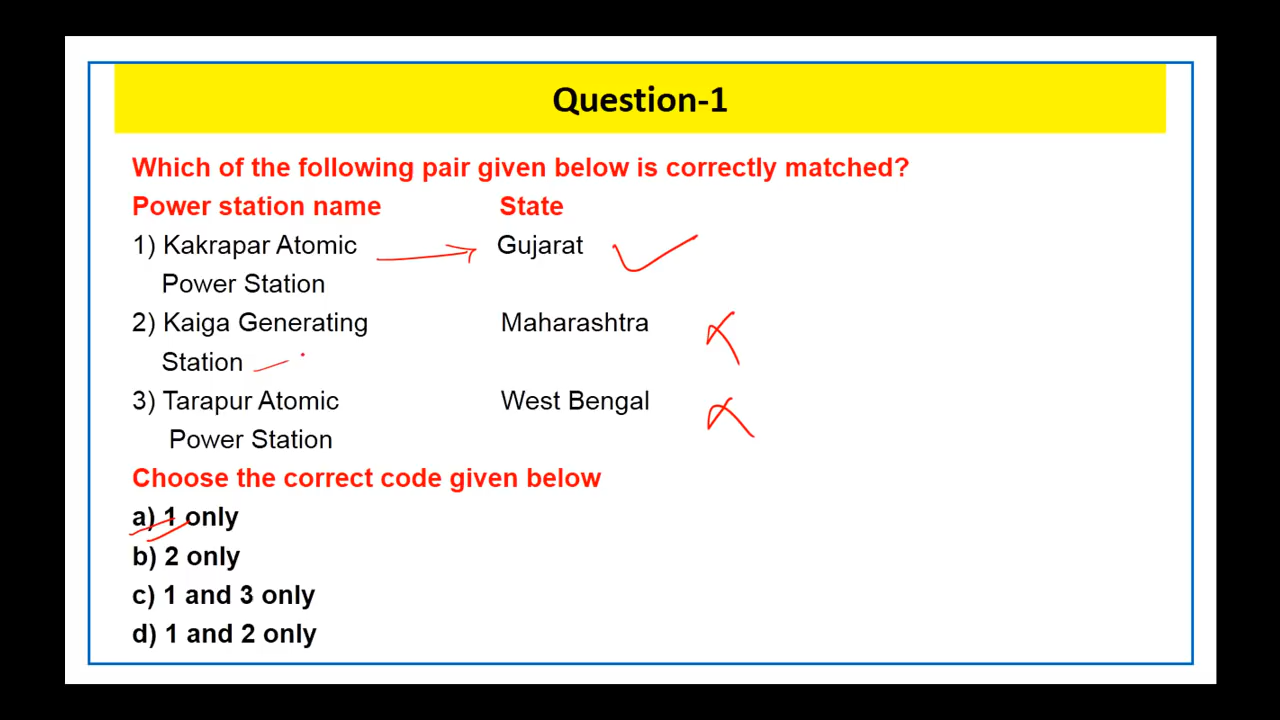 Question-1
Which of the following pair given below is correctly matched?
Power station name State
1) Kakrapar Atomic Gujarat
Power Station
2) Kaiga Generating Maharashtra
Station
3) Tarapur Atomic West Bengal
Power Station
Choose the correct code given below
a) 1 only
b) 2 only
c) 1 and 3 only
d) 1 and 2 only